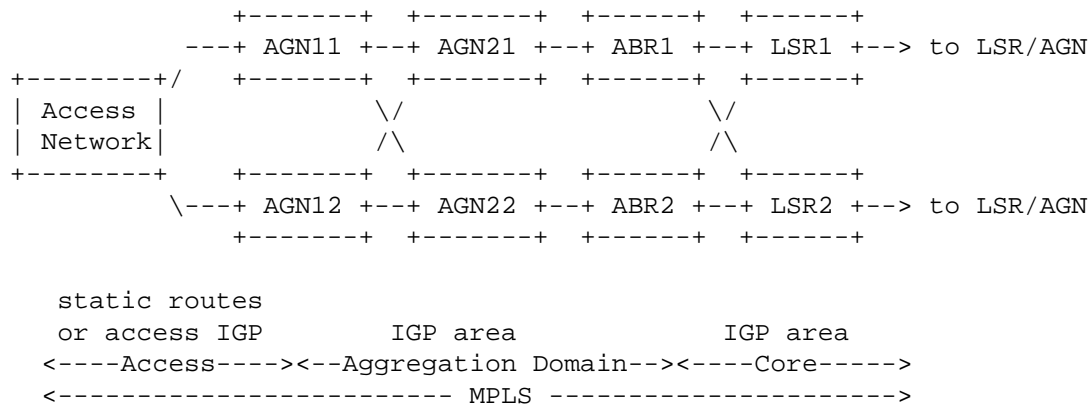 +-------+  +-------+  +------+  +------+
---+ AGN11 +--+ AGN21 +--+ ABR1 +--+ LSR1 +--> to LSR/AGN
+--------+/   +-------+  +-------+  +------+  +------+
| Access |             \/                   \/
| Network|             /\                   /\
+--------+    +-------+  +-------+  +------+  +------+
\---+ AGN12 +--+ AGN22 +--+ ABR2 +--+ LSR2 +--> to LSR/AGN
+-------+  +-------+  +------+  +------+
static routes
or access IGP        IGP area                IGP area
<----Access----><--Aggregation Domain--><----Core----->
<------------------------- MPLS ---------------------->